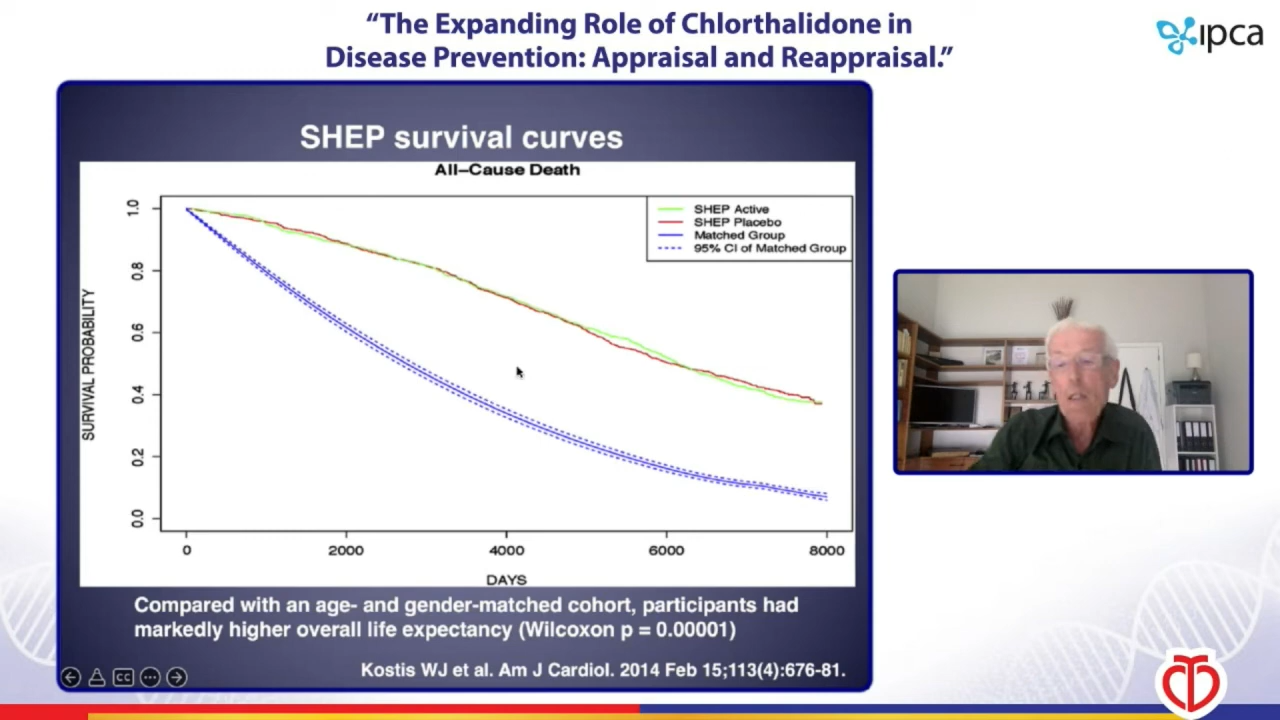 “The Expanding Role of Chlorthalidone in
Disease Prevention: Appraisal and Reappraisal.”
ipca
SHEP survival curves
All–Cause Death
SHEP Active
SHEP Placebo
Matched Group
95% CI of Matched Group
SURVIVAL PROBABILITY
1.0
0.8
0.6
0.4
0.2
0.0
0 2000 4000 6000 8000
DAYS
Compared with an age- and gender-matched cohort, participants had
markedly higher overall life expectancy (Wilcoxon p = 0.00001)
Kostis WJ et al. Am J Cardiol. 2014 Feb 15;113(4):676-81.
CC